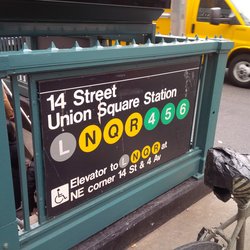 14 Street
Union Square Station
L N Q R 4 5 6
Elevator to L N Q R at
NE corner 14 St & 4 Av